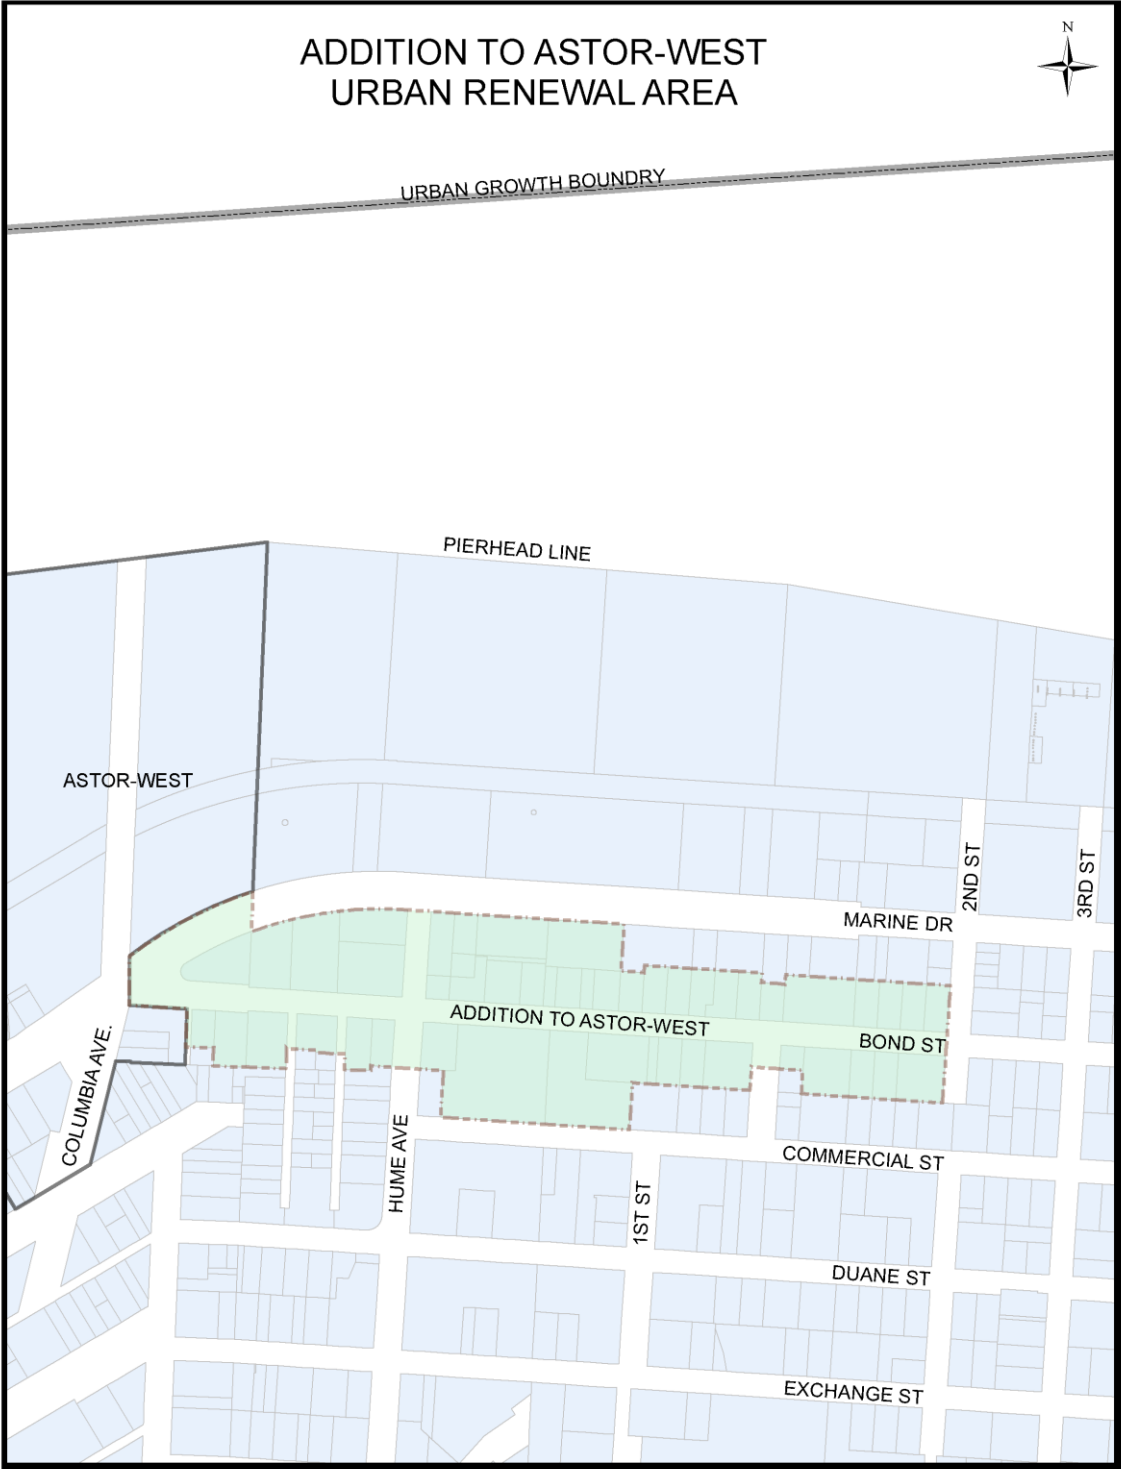 N
ADDITION TO ASTOR-WEST
URBAN RENEWAL AREA
URBAN GROWTH BOUNDRY
PIERHEAD LINE
ASTOR-WEST
2ND ST
3RD ST
MARINE DR
ADDITION TO ASTOR-WEST
BOND ST
COLUMBIA AVE.
HUME AVE
COMMERCIAL ST
1ST ST
DUANE ST
EXCHANGE ST